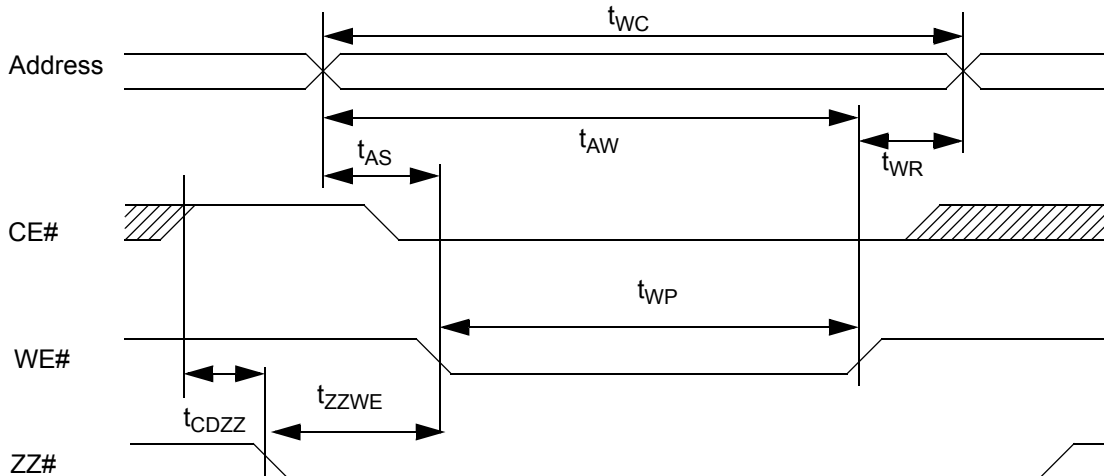 tWC
Address
tAW
tAS
tWR
CE#
tWP
WE#
tZZWE
tCDZZ
ZZ#